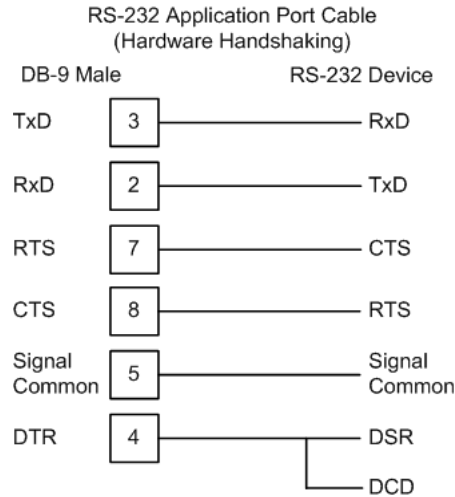 RS-232 Application Port Cable
(Hardware Handshaking)
DB-9 Male RS-232 Device
TxD 3 RxD
RxD 2 TxD
RTS 7 CTS
CTS 8 RTS
Signal
Common 5 Signal
Common
DTR 4 DSR
DCD